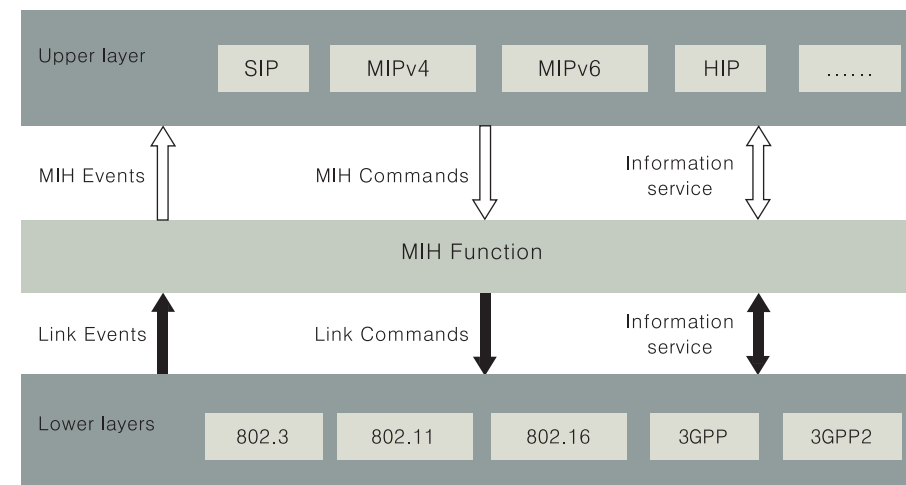 Upper layer
SIP
MIPv4
MIPv6
HIP
......
MIH Events
MIH Commands
Information
service
MIH Function
Link Events
Link Commands
Information
service
Lower layers
802.3
802.11
802.16
3GPP
3GPP2